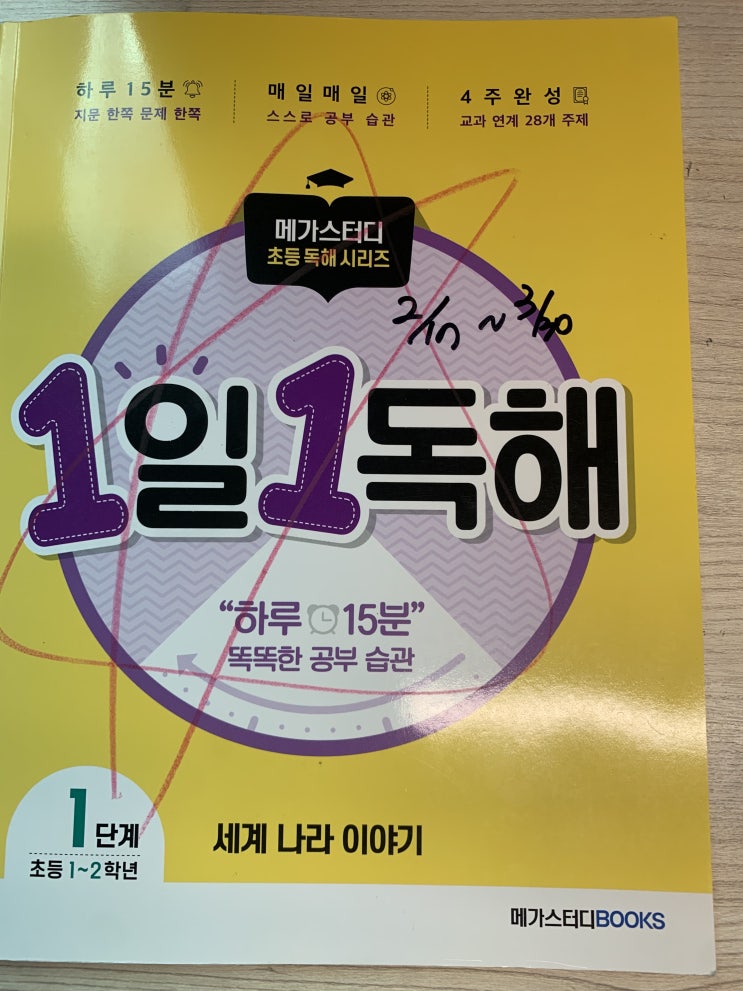 하루 15분
지문 한쪽 문제 한쪽
매일매일
스스로 공부 습관
4주완성
교과 연계 28개 주제
메가스터디
초등 독해 시리즈
2/17 ~ 3/30
1일1독해
“하루 15분”
똑똑한 공부 습관
1단계
초등 1~2학년
세계 나라 이야기
메가스터디BOOKS